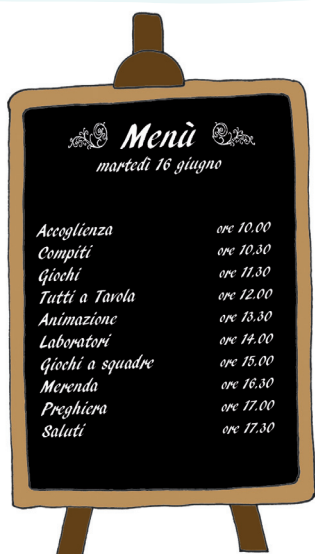 Menù
martedì 16 giugno
Accoglienza ore 10.00
Compiti ore 10.30
Giochi ore 11.30
Tutti a Tavola ore 12.00
Animazione ore 13.30
Laboratori ore 14.00
Giochi a squadre ore 15.00
Merenda ore 16.30
Preghiera ore 17.00
Saluti ore 17.30